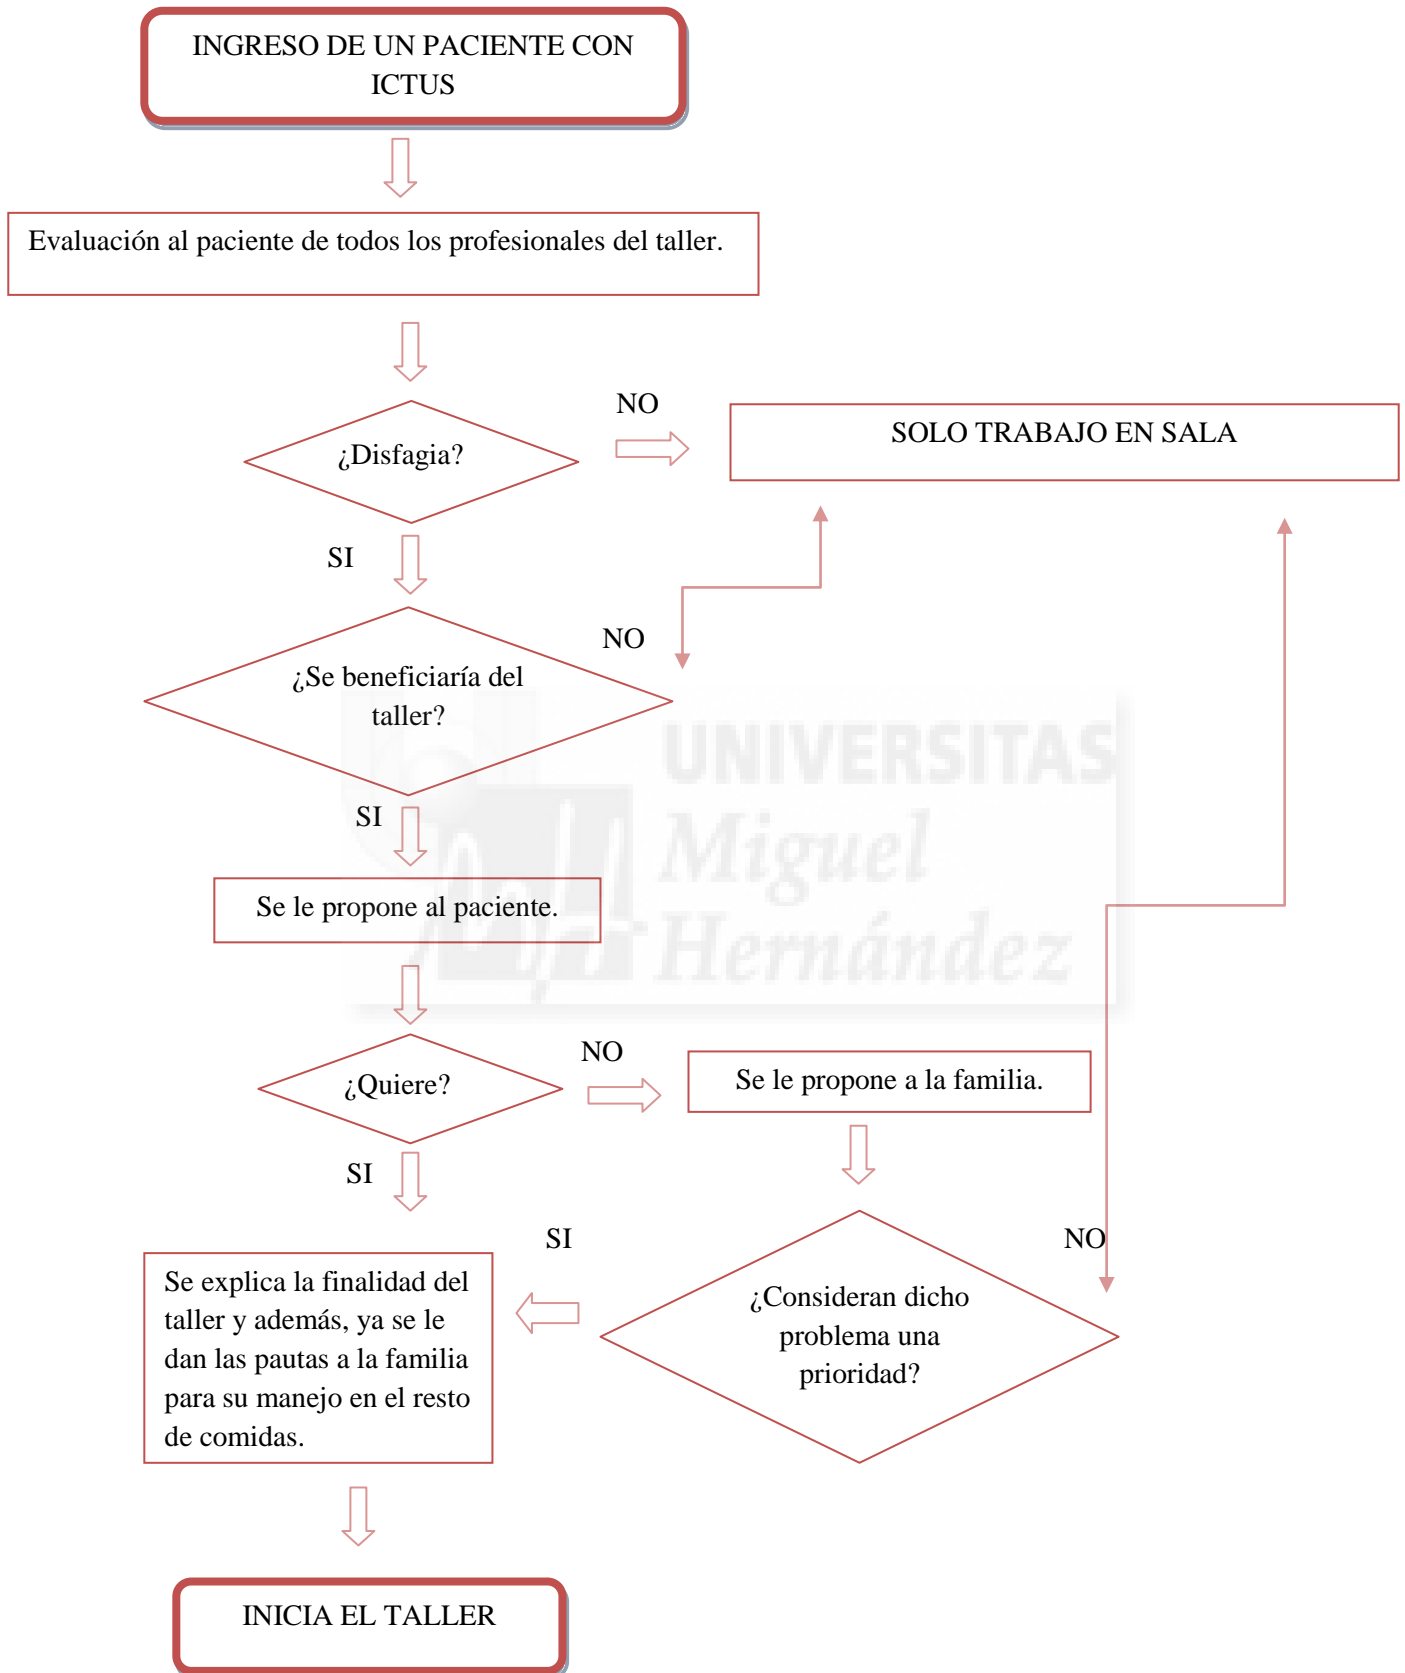 INGRESO DE UN PACIENTE CON
ICTUS
Evaluación al paciente de todos los profesionales del taller.
NO
SOLO TRABAJO EN SALA
¿Disfagia?
SI
NO
¿Se beneficiaría del
taller?
UNIVERSITAS
Miguel
Hernández
SI
Se le propone al paciente.
NO
Se le propone a la familia.
¿Quiere?
SI
SI
NO
Se explica la finalidad del
taller y además, ya se le
dan las pautas a la familia
para su manejo en el resto
de comidas.
¿Consideran dicho
problema una
prioridad?
INICIA EL TALLER